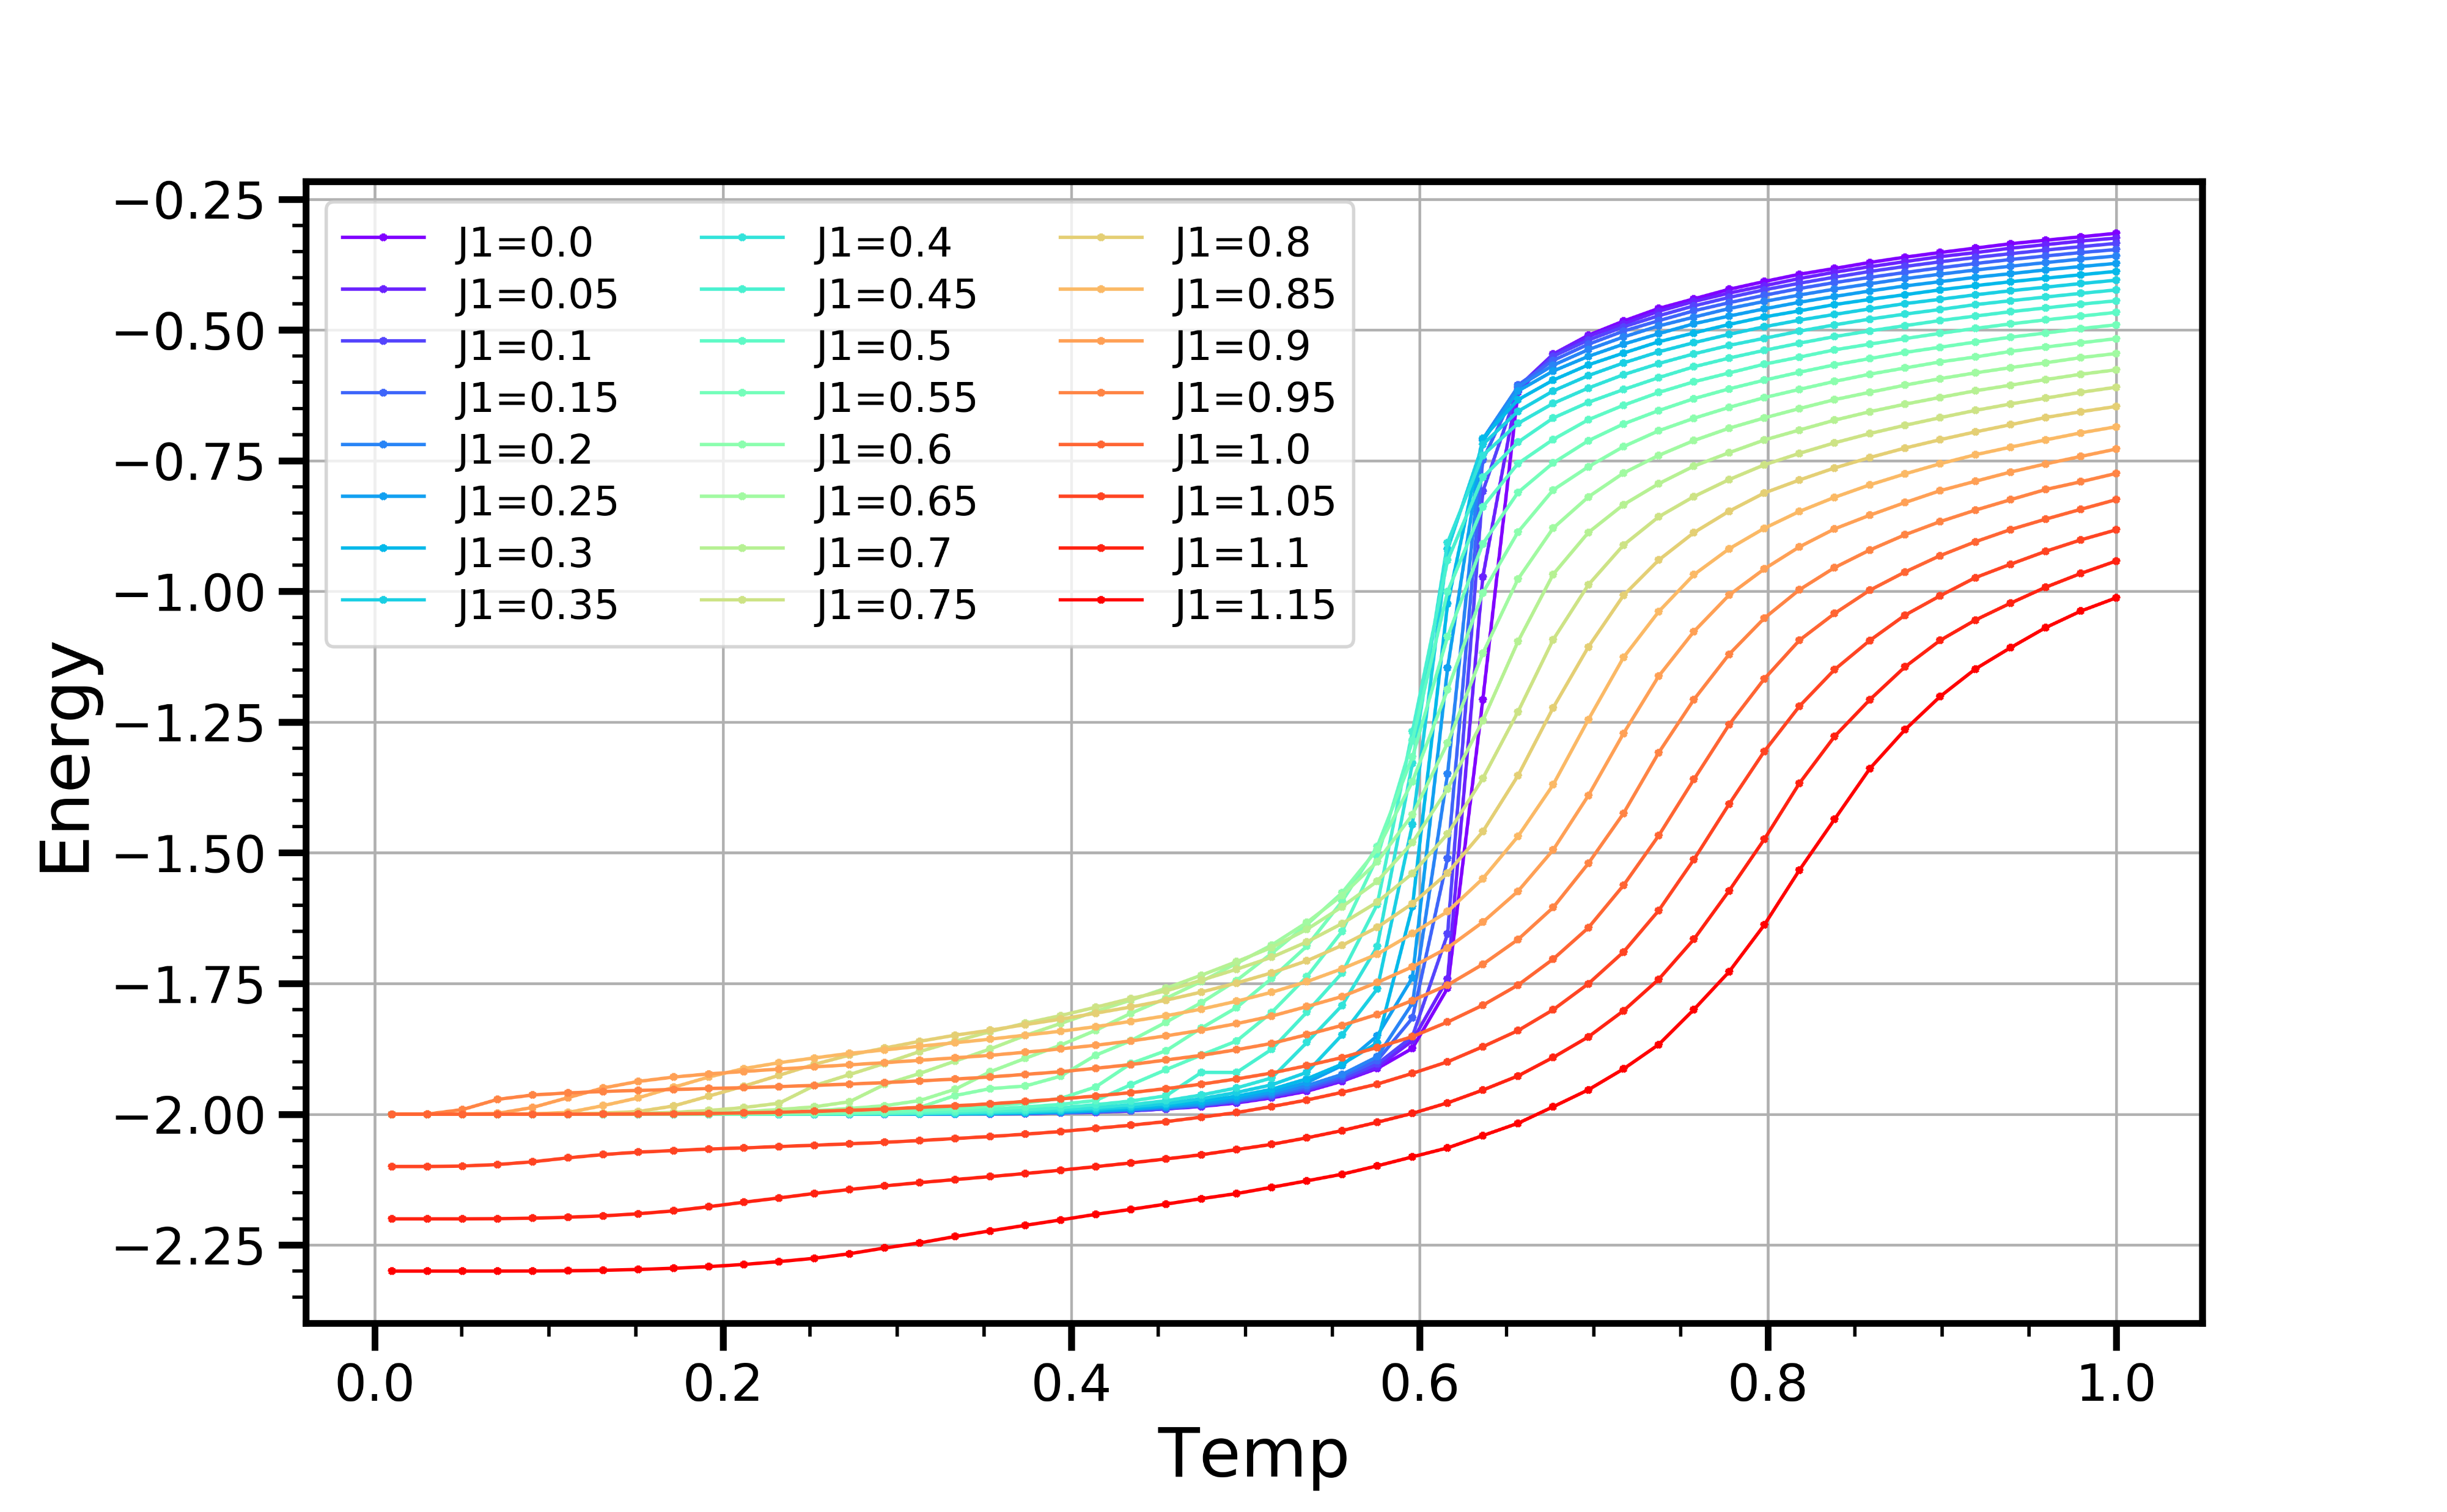 −0.25
−0.50
−0.75
−1.00
−1.25
−1.50
−1.75
−2.00
−2.25
Energy
J1=0.0
J1=0.05
J1=0.1
J1=0.15
J1=0.2
J1=0.25
J1=0.3
J1=0.35
J1=0.4
J1=0.45
J1=0.5
J1=0.55
J1=0.6
J1=0.65
J1=0.7
J1=0.75
J1=0.8
J1=0.85
J1=0.9
J1=0.95
J1=1.0
J1=1.05
J1=1.1
J1=1.15
0.0 0.2 0.4 0.6 0.8 1.0
Temp